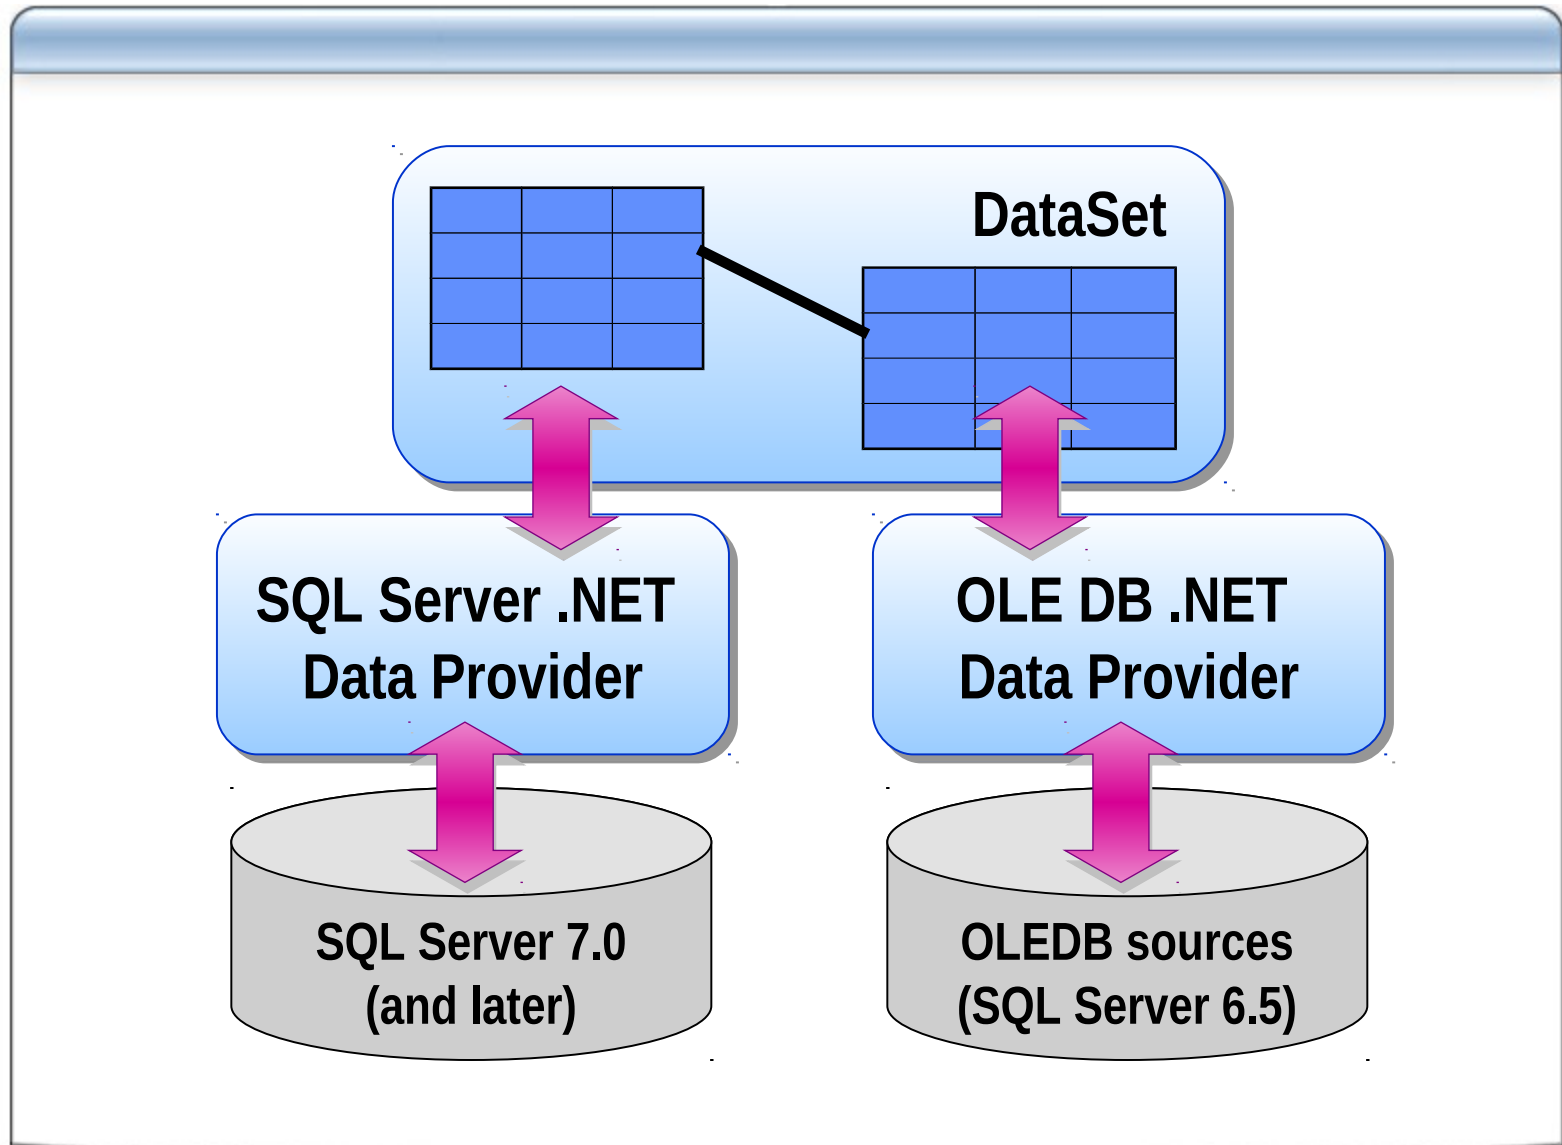 DataSet
SQL Server .NET
Data Provider
OLE DB .NET
Data Provider
SQL Server 7.0
(and later)
OLEDB sources
(SQL Server 6.5)